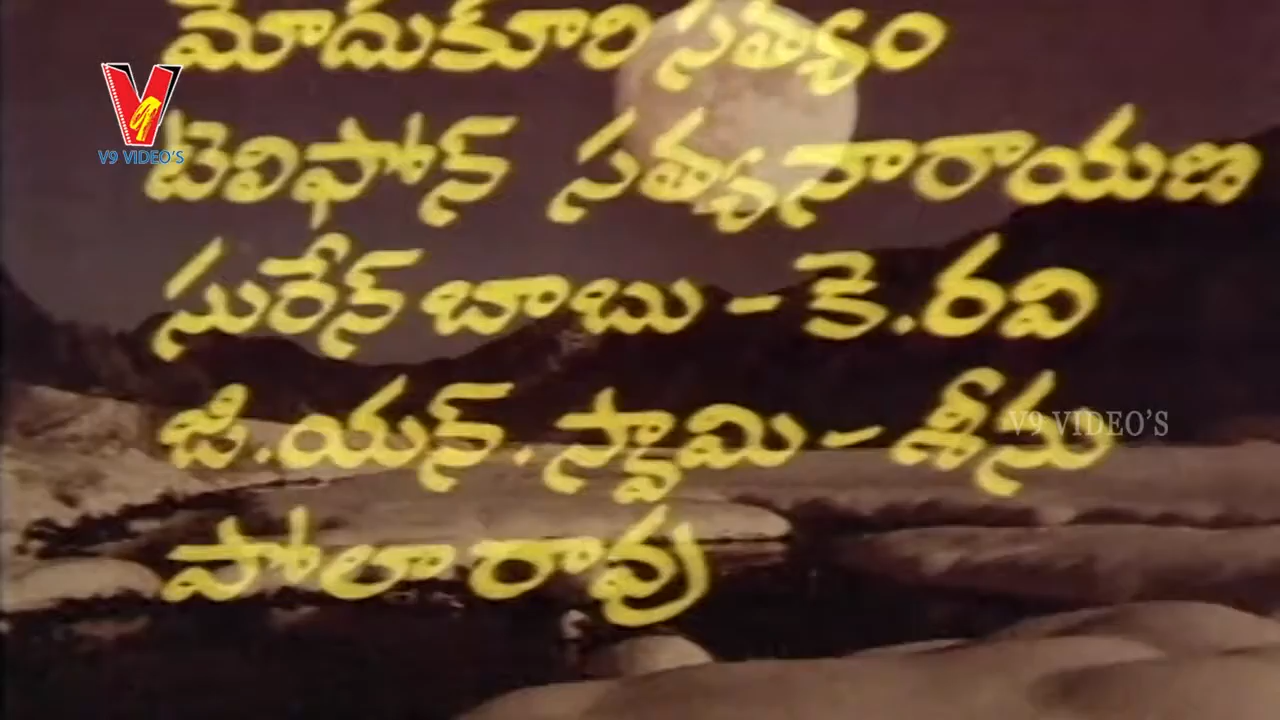 మోదుకూరి సత్యం
టెలిఫోన్ సత్యనారాయణ
సురేన్ బాబు - కె.రవి
జి.యన్.స్వామి - శీను
పోలారావు
V9 VIDEO'S
V9 VIDEO'S